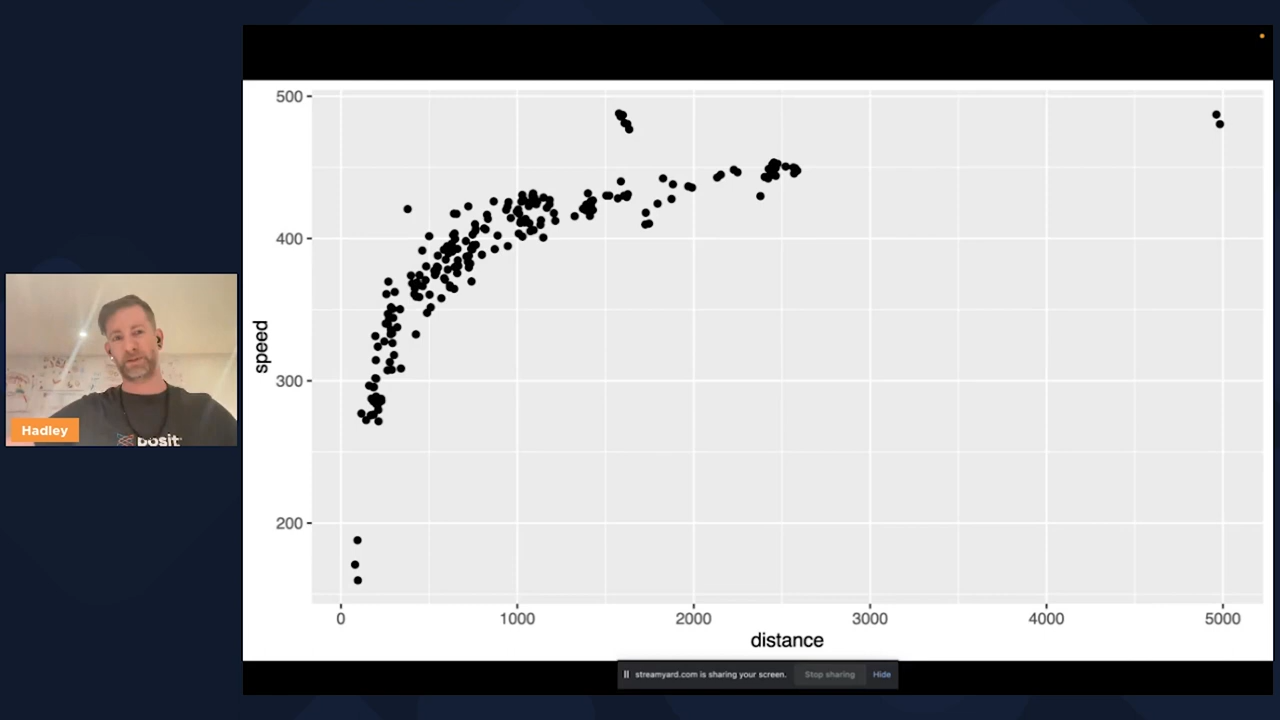 500
400
300
200
speed
0 1000 2000 3000 4000 5000
distance
Hadley
posit
streamyard.com is sharing your screen. Stop sharing Hide